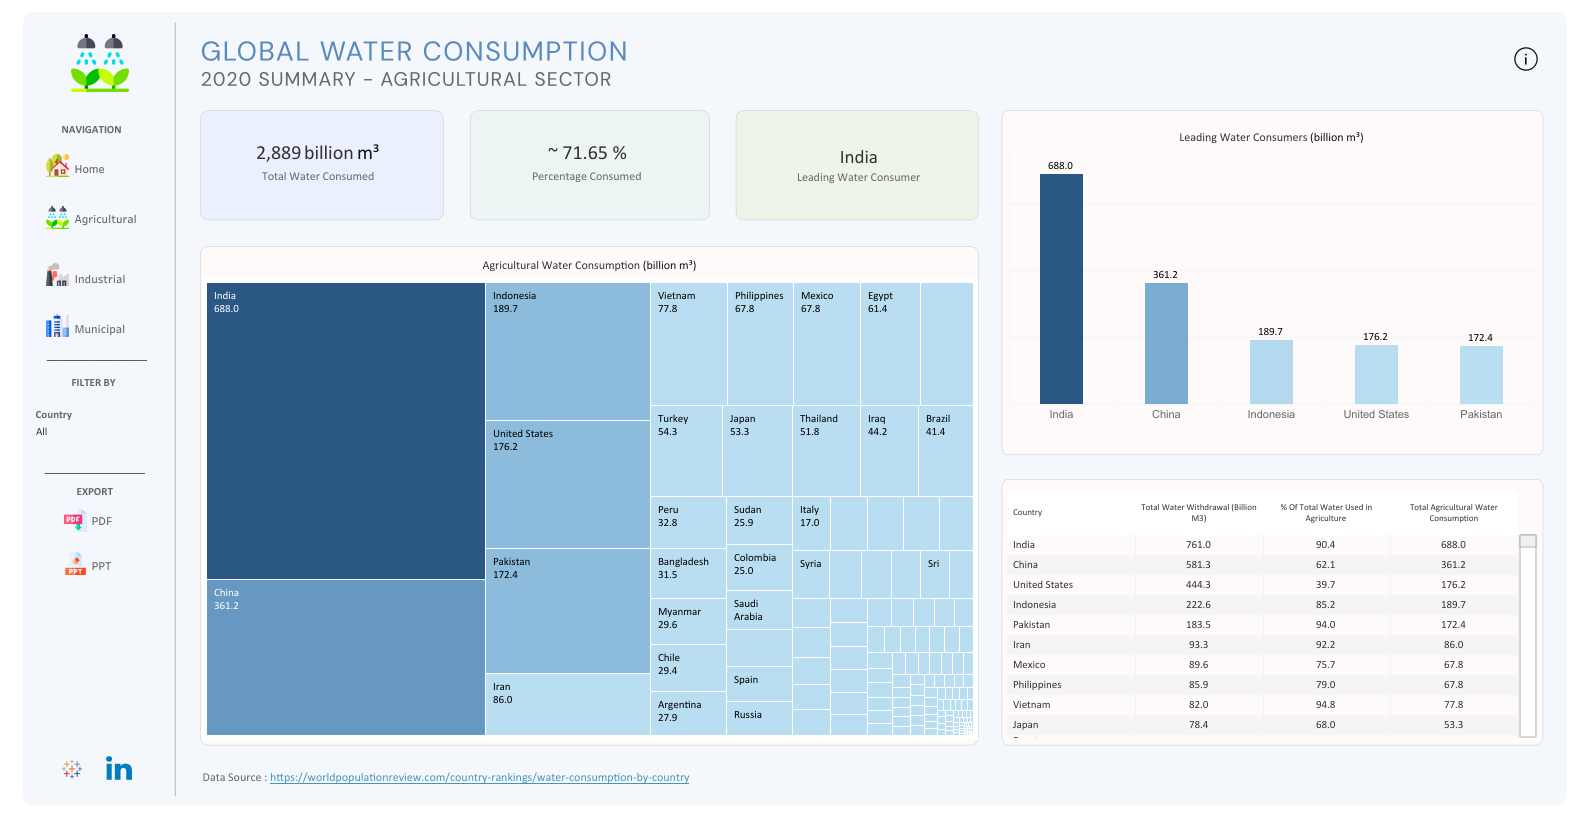 GLOBAL WATER CONSUMPTION
2020 SUMMARY – AGRICULTURAL SECTOR
NAVIGATION
Home
Agricultural
Industrial
Municipal
FILTER BY
Country
All
EXPORT
PDF
PDF
PPT
PPT
in
i
2,889 billion m³
Total Water Consumed
~ 71.65 %
Percentage Consumed
India
Leading Water Consumer
Agricultural Water Consumption (billion m³)
India
688.0
China
361.2
Indonesia
189.7
United States
176.2
Pakistan
172.4
Iran
86.0
Vietnam
77.8
Philippines
67.8
Mexico
67.8
Egypt
61.4
Turkey
54.3
Japan
53.3
Thailand
51.8
Iraq
44.2
Brazil
41.4
Peru
32.8
Sudan
25.9
Italy
17.0
Bangladesh
31.5
Colombia
25.0
Syria
Sri
Myanmar
29.6
Saudi
Arabia
Chile
29.4
Spain
Argentina
27.9
Russia
Leading Water Consumers (billion m³)
688.0
361.2
189.7
176.2
172.4
India China Indonesia United States Pakistan
Country Total Water Withdrawal (Billion M3) % Of Total Water Used in Agriculture Total Agricultural Water Consumption
India 761.0 90.4 688.0
China 581.3 62.1 361.2
United States 444.3 39.7 176.2
Indonesia 222.6 85.2 189.7
Pakistan 183.5 94.0 172.4
Iran 93.3 92.2 86.0
Mexico 89.6 75.7 67.8
Philippines 85.9 79.0 67.8
Vietnam 82.0 94.8 77.8
Japan 78.4 68.0 53.3
Data Source : https://worldpopulationreview.com/country-rankings/water-consumption-by-country